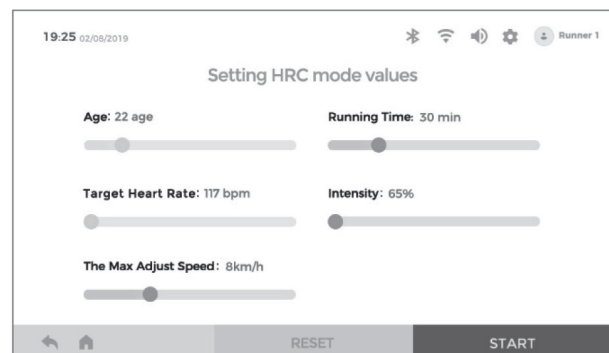 19:25 02/08/2019
Runner 1
Setting HRC mode values
Age: 22 age
Running Time: 30 min
Target Heart Rate: 117 bpm
Intensity: 65%
The Max Adjust Speed: 8km/h
RESET
START